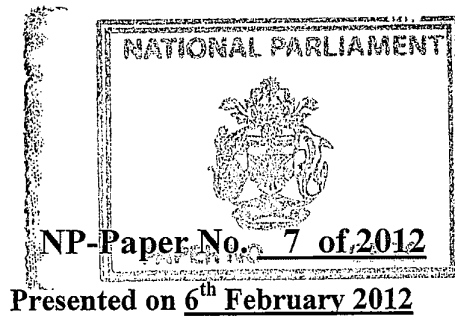 NATIONAL PARLIAMENT
NP-Paper No. 7 of 2012
Presented on 6th February 2012